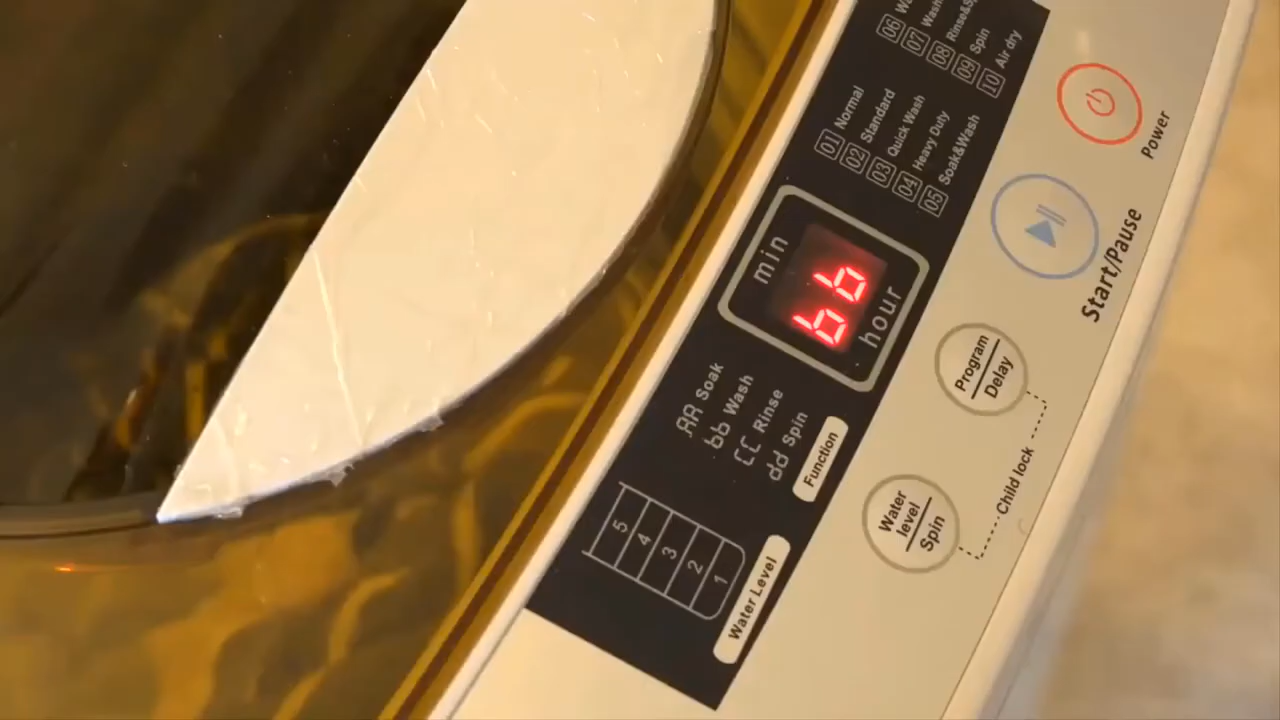 01 Normal
02 Standard
03 Quick Wash
04 Heavy Duty
05 Soak&Wash
06
07
08
09 Spin
10 Air dry
min
bb
hour
AA Soak
bb Wash
CC Rinse
dd Spin
Function
5
4
3
2
1
Water Level
Power
Start/Pause
Program
Delay
Child lock
Water
level
Spin